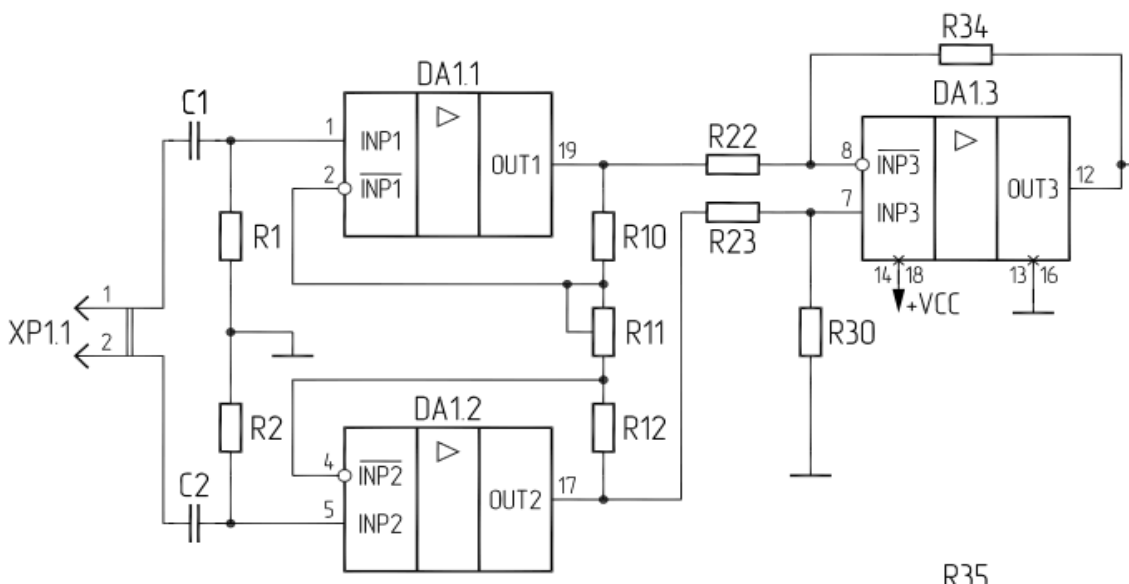 R34
DA1.1
DA1.3
C1
1
INP1
19
OUT1
2
INP1
R22
8
INP3
12
OUT3
7
INP3
R23
R1
R10
14
18
+VCC
13
16
XP1.1
1
2
R11
R30
DA1.2
R2
R12
4
INP2
17
OUT2
C2
5
INP2
R35